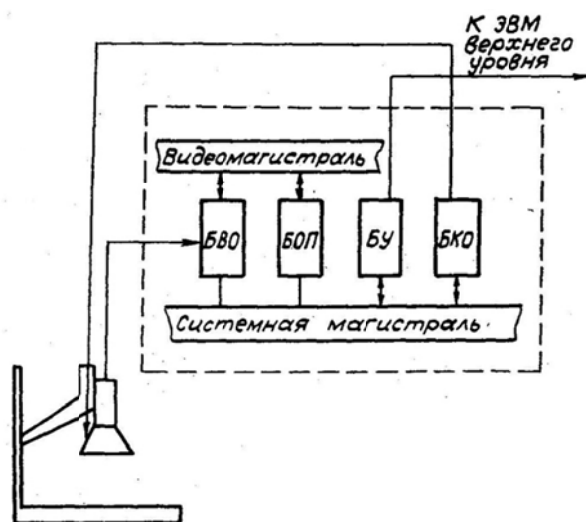 К ЭВМ
верхнего
уровня
Видеомагистраль
БВО БОП БУ БКО
Системная магистраль